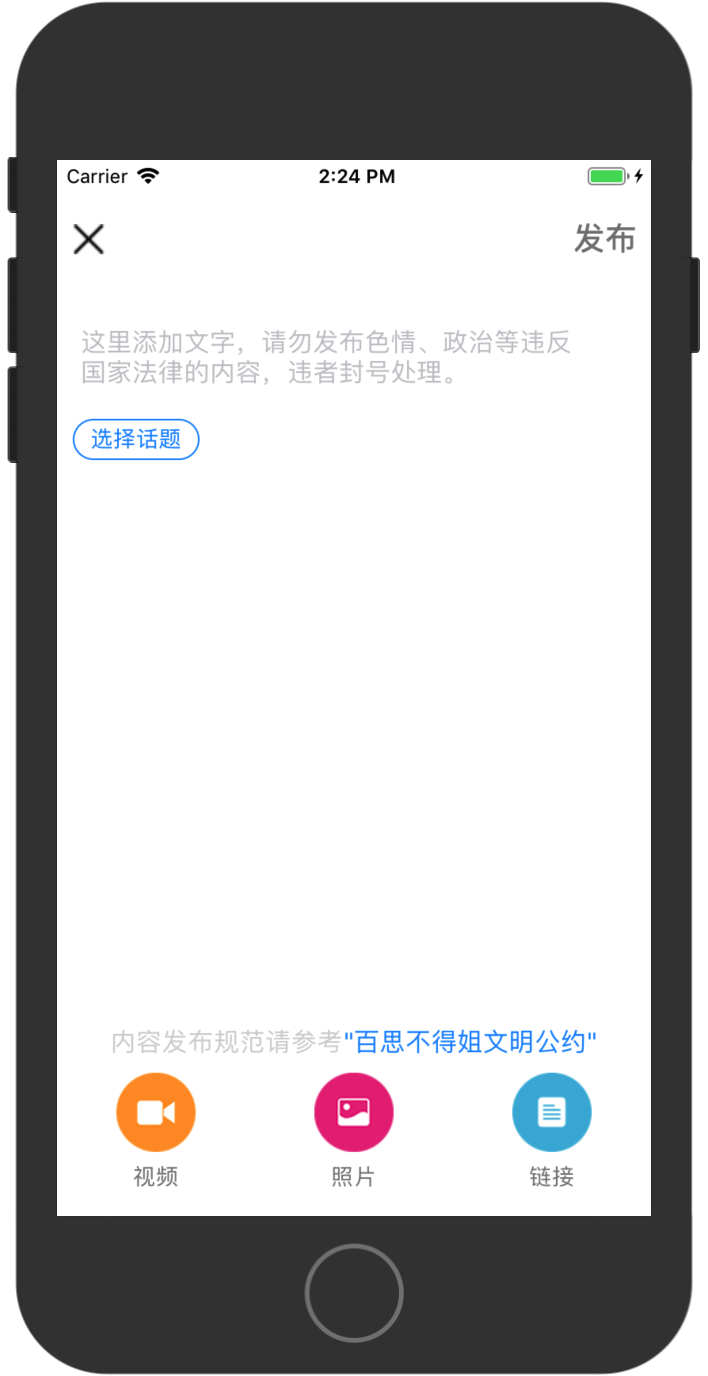 Carrier 2:24 PM
发布
这里添加文字，请勿发布色情、政治等违反
国家法律的内容，违者封号处理。
选择话题
内容发布规范请参考"百思不得姐文明公约"
视频 照片 链接